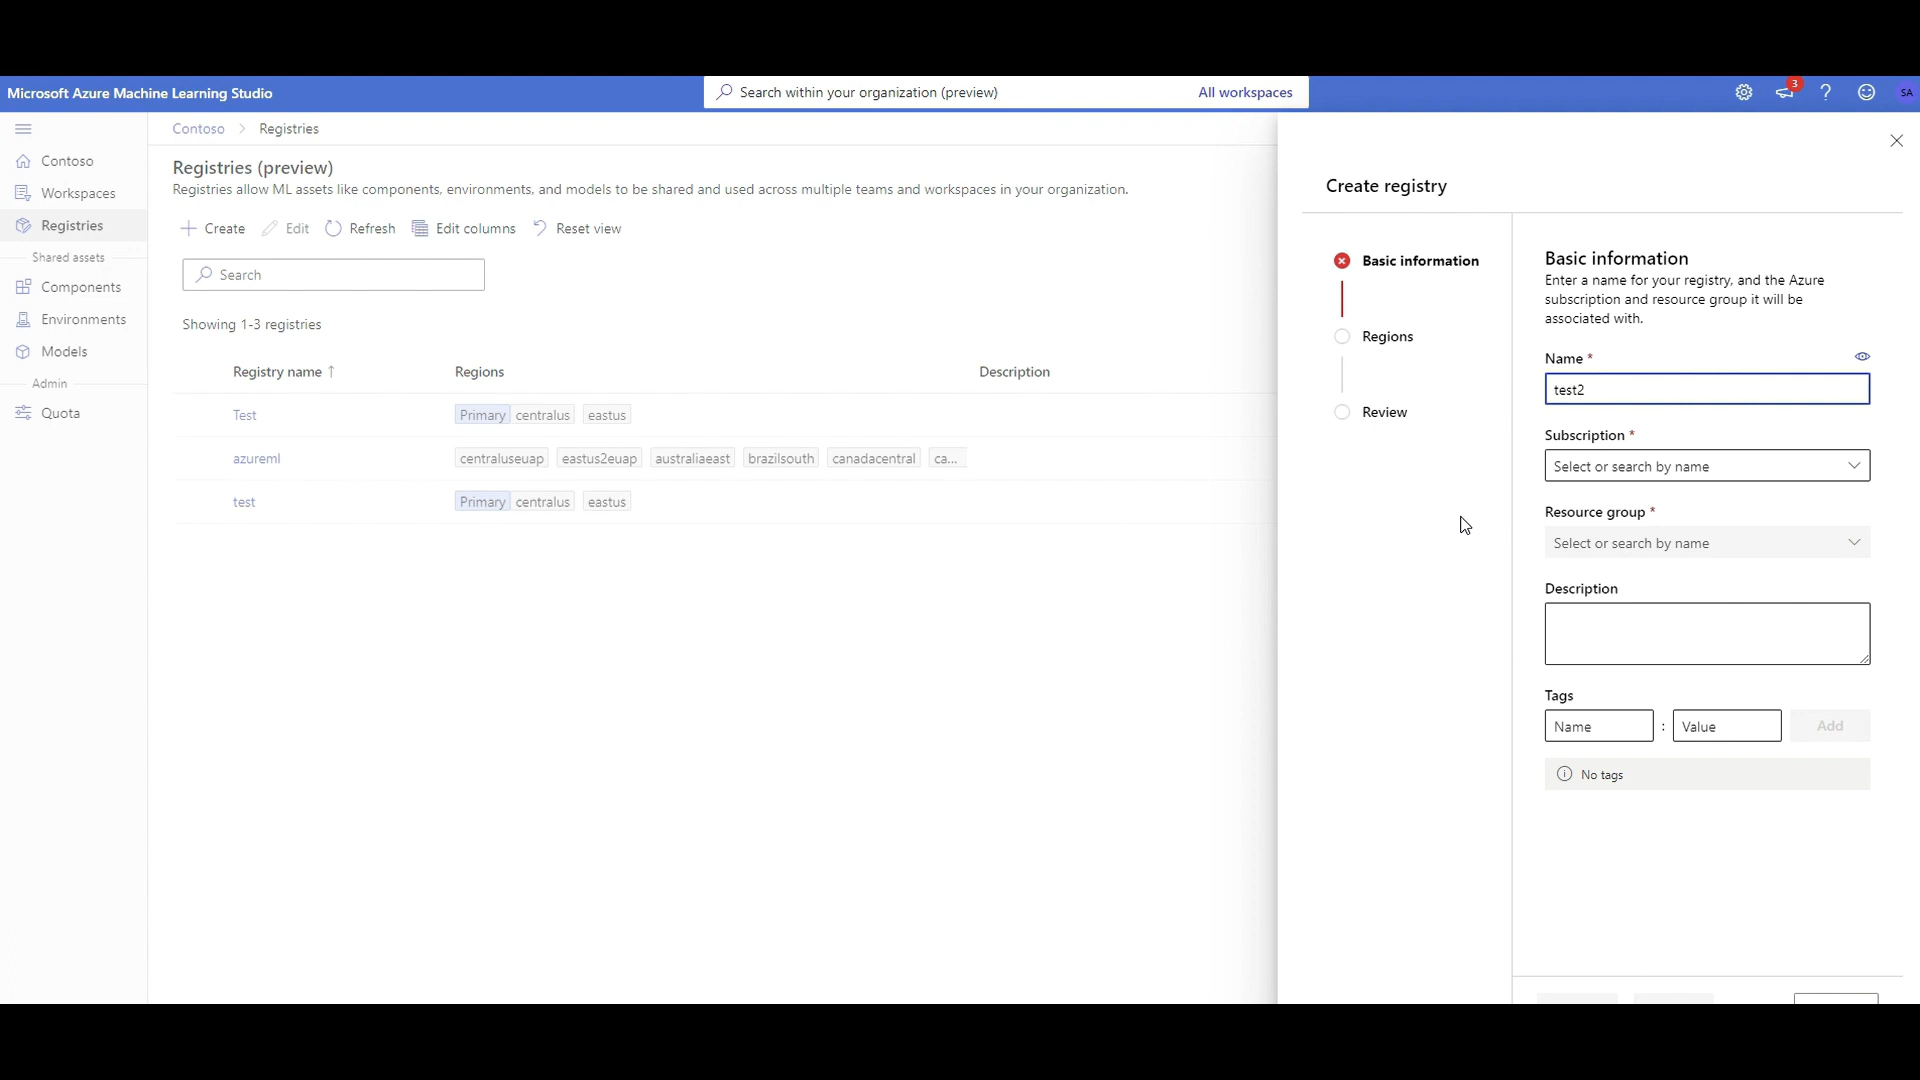 Microsoft Azure Machine Learning Studio
Search within your organization (preview)
All workspaces
3
SA
Contoso
Workspaces
Registries
Shared assets
Components
Environments
Models
Admin
Quota
Contoso > Registries
Registries (preview)
Registries allow ML assets like components, environments, and models to be shared and used across multiple teams and workspaces in your organization.
Create Edit Refresh Edit columns Reset view
Search
Showing 1-3 registries
Registry name ↑ Regions Description
Test Primary centralus eastus
azureml centraluseuap eastus2euap australiaeast brazilsouth canadacentral ca...
test Primary centralus eastus
Create registry
Basic information
Regions
Review
Basic information
Enter a name for your registry, and the Azure
subscription and resource group it will be
associated with.
Name *
test2
Subscription *
Select or search by name
Resource group *
Select or search by name
Description
Tags
Name : Value Add
No tags